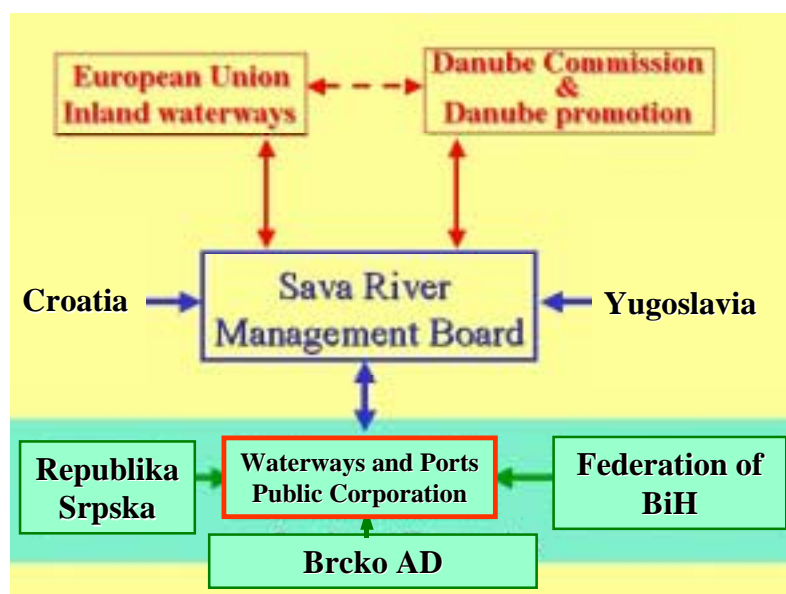 European Union
Inland waterways
Danube Commission
&
Danube promotion
Croatia
Sava River
Management Board
Yugoslavia
Republika
Srpska
Waterways and Ports
Public Corporation
Federation of
BiH
Brcko AD